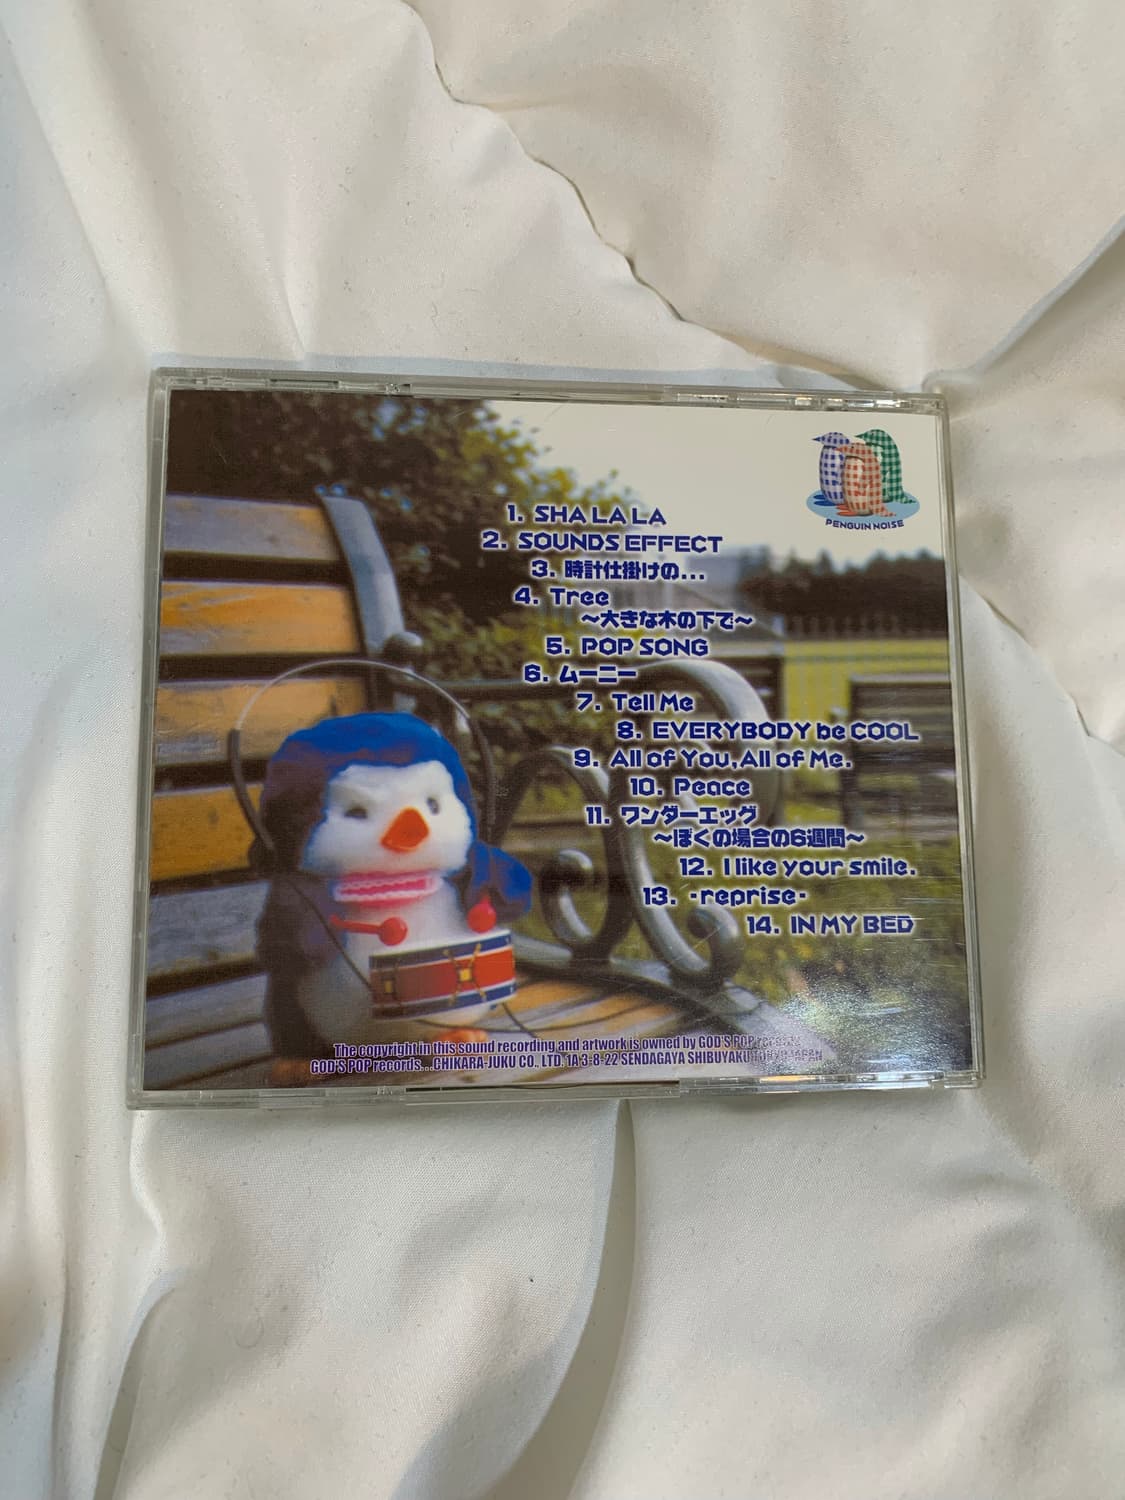 PENGUIN NOISE
1. SHA LA LA
2. SOUNDS EFFECT
3. 時計仕掛けの...
4. Tree
〜大きな木の下で〜
5. POP SONG
6. ムーニー
7. Tell Me
8. EVERYBODY be COOL
9. All of You, All of Me.
10. Peace
11. ワンダーエッグ
〜ぼくの場合の6週間〜
12. I like your smile.
13. -reprise-
14. IN MY BED
The copyright in this sound recording and artwork is owned by GOD'S POP records.
GOD'S POP records...CHIKARA-JUKU CO., LTD. 1A 3-8-22 SENDAGAYA SHIBUYAKU TOKYO JAPAN